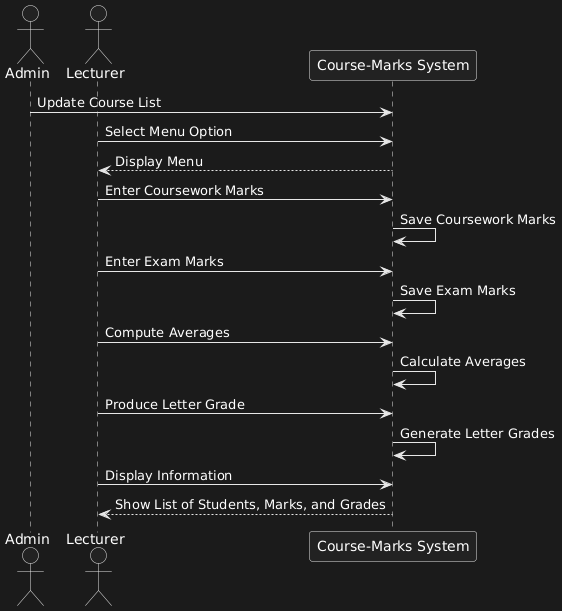 Admin Lecturer Course-Marks System
Update Course List
Select Menu Option
Display Menu
Enter Coursework Marks
Save Coursework Marks
Enter Exam Marks
Save Exam Marks
Compute Averages
Calculate Averages
Produce Letter Grade
Generate Letter Grades
Display Information
Show List of Students, Marks, and Grades
Admin Lecturer Course-Marks System